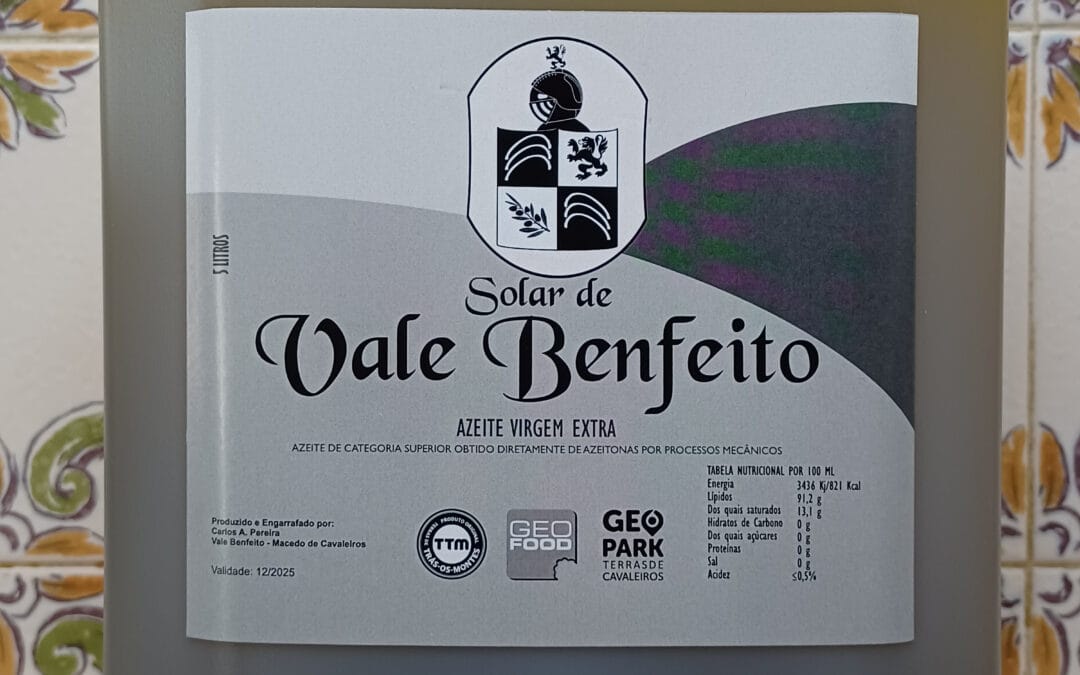 5 LITROS
Solar de
Vale Benfeito
AZEITE VIRGEM EXTRA
AZEITE DE CATEGORIA SUPERIOR OBTIDO DIRETAMENTE DE AZEITONAS POR PROCESSOS MECÂNICOS
TABELA NUTRICIONAL POR 100 ML
Energia 3436 Kj/821 Kcal
Lípidos 91,2 g
Dos quais saturados 13,1 g
Hidratos de Carbono 0 g
Dos quais açúcares 0 g
Proteinas 0 g
Sal 0 g
Acidez ≤0,5%
Produzido e Engarrafado por:
Carlos A. Pereira
Vale Benfeito - Macedo de Cavaleiros
Validade: 12/2025
PRODUTO ORIGINAL
TTM
TRÁS-OS-MONTES
GEO
FOOD
GEO
PARK
TERRAS DE
CAVALEIROS